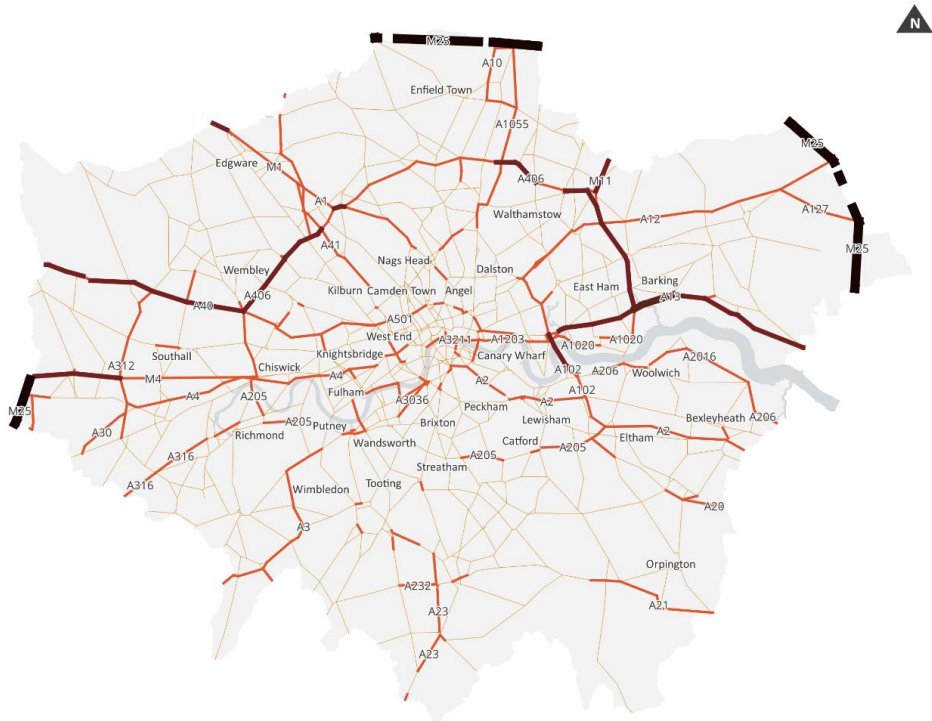 N
M25
A10
Enfield Town
A1055
M25
Edgware
M1
A406
M11
A1
Walthamstow
A12
A127
A41
M25
Nags Head
Wembley
Dalston
East Ham
Barking
Kilburn
Camden Town
Angel
A406
A40
A13
A501
West End
A3211
A1203
A1020
A1020
Southall
Knightsbridge
Canary Wharf
A312
Chiswick
M4
A4
A102
A206
Woolwich
A2016
A2
A4
A205
Fulham
A3036
A102
M25
Peckham
A2
A30
A205
Putney
Brixton
Lewisham
Bexleyheath
A206
Richmond
Wandsworth
Catford
Eltham
A2
A316
A205
A205
Streatham
A316
Wimbledon
Tooting
A20
A3
Orpington
A232
A21
A23
A23